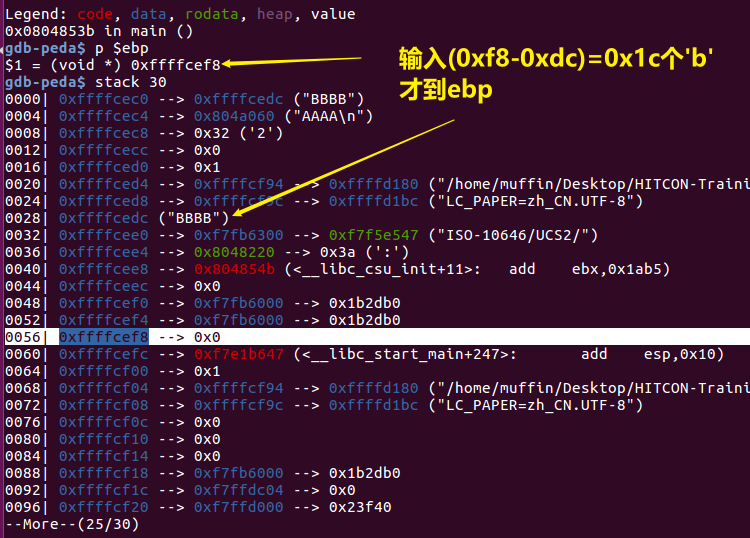 Legend: code, data, rodata, heap, value
0x0804853b in main ()
gdb-peda$ p $ebp
$1 = (void *) 0xffffcef8
输入(0xf8-0xdc)=0x1c个'b'
才到ebp
gdb-peda$ stack 30
0000| 0xffffcec0 --> 0xffffcedc ("BBBB")
0004| 0xffffcec4 --> 0x804a060 ("AAAA\n")
0008| 0xffffcec8 --> 0x32 ('2')
0012| 0xffffcecc --> 0x0
0016| 0xffffced0 --> 0x1
0020| 0xffffced4 --> 0xffffcf94 --> 0xffffd180 ("/home/muffin/Desktop/HITCON-Traini
0024| 0xffffced8 --> 0xffffcf9c --> 0xffffd1bc ("LC_PAPER=zh_CN.UTF-8")
0028| 0xffffcedc ("BBBB")
0032| 0xffffcee0 --> 0xf7fb6300 --> 0xf7f5e547 ("ISO-10646/UCS2/")
0036| 0xffffcee4 --> 0x8048220 --> 0x3a (':')
0040| 0xffffcee8 --> 0x804854b (<__libc_csu_init+11>: add ebx,0x1ab5)
0044| 0xffffceec --> 0x0
0048| 0xffffcef0 --> 0xf7fb6000 --> 0x1b2db0
0052| 0xffffcef4 --> 0xf7fb6000 --> 0x1b2db0
0056| 0xffffcef8 --> 0x0
0060| 0xffffcefc --> 0xf7e1b647 (<__libc_start_main+247>: add esp,0x10)
0064| 0xffffcf00 --> 0x1
0068| 0xffffcf04 --> 0xffffcf94 --> 0xffffd180 ("/home/muffin/Desktop/HITCON-Traini
0072| 0xffffcf08 --> 0xffffcf9c --> 0xffffd1bc ("LC_PAPER=zh_CN.UTF-8")
0076| 0xffffcf0c --> 0x0
0080| 0xffffcf10 --> 0x0
0084| 0xffffcf14 --> 0x0
0088| 0xffffcf18 --> 0xf7fb6000 --> 0x1b2db0
0092| 0xffffcf1c --> 0xf7ffdc04 --> 0x0
0096| 0xffffcf20 --> 0xf7ffd000 --> 0x23f40
--More--(25/30)